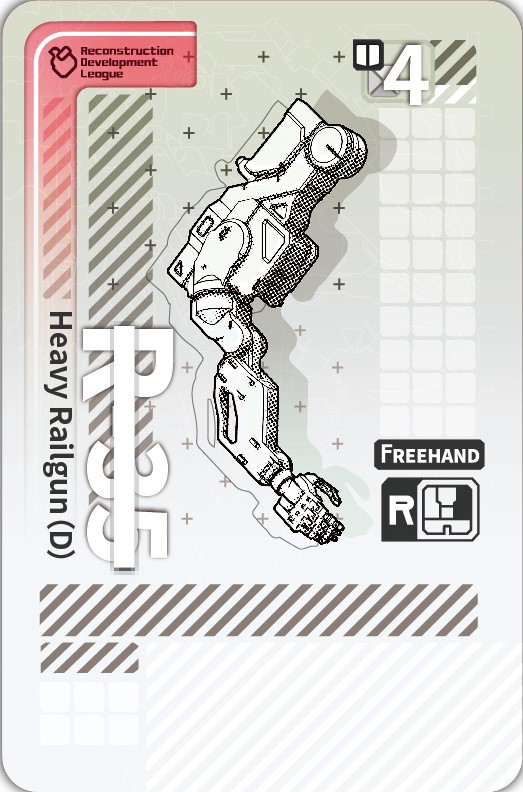 Reconstruction
Development
League
4
R-35
Heavy Railgun (D)
FREEHAND
R